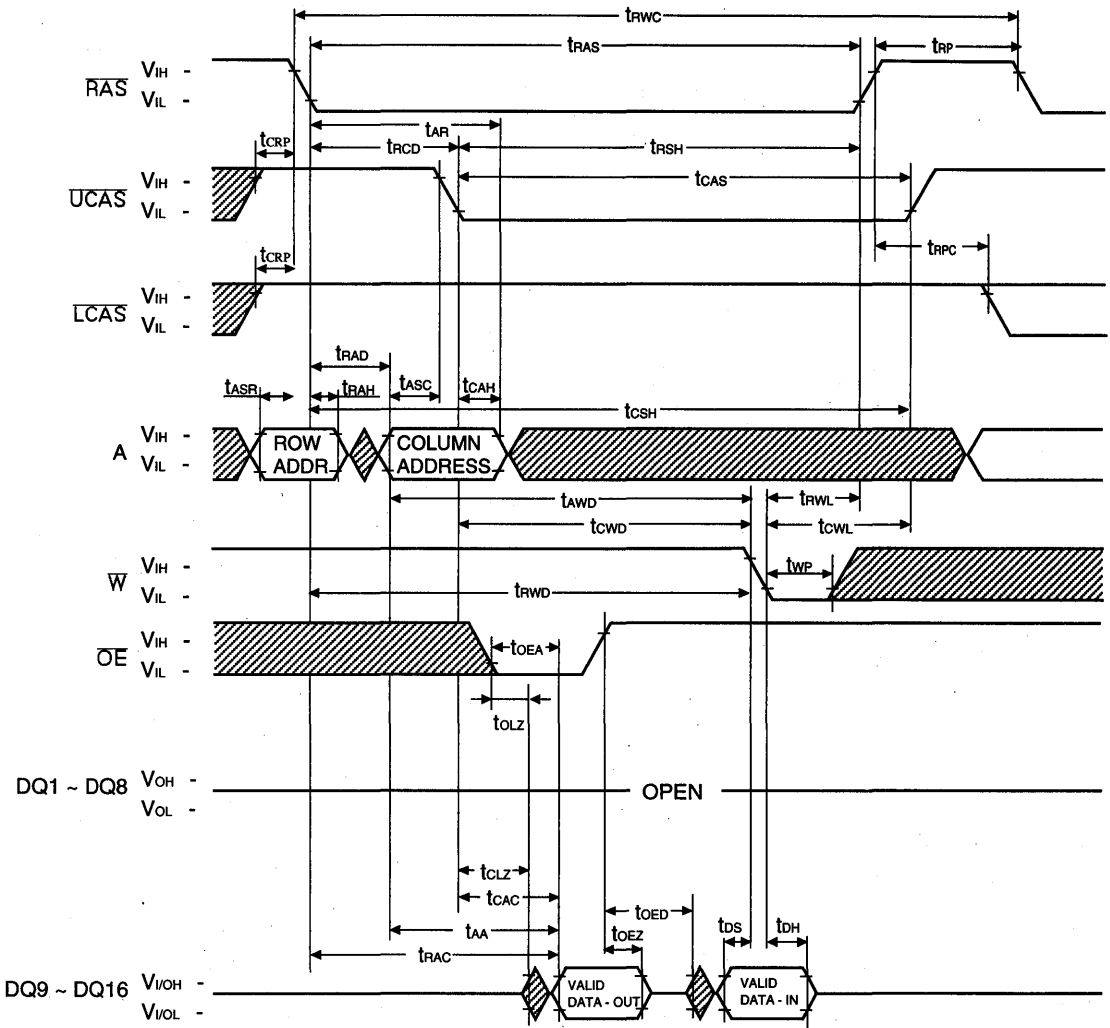 tRWC
tRAS
tRP
RAS
VIH -
VIL -
tAR
tCRP
tRCD
tRSH
UCAS
VIH -
VIL -
tCAS
tCRP
tRPC
LCAS
VIH -
VIL -
tRAD
tASR
tRAH
tASC
tCAH
tCSH
A
VIH -
VIL -
ROW
ADDR
COLUMN
ADDRESS
tAWD
tRWL
tCWD
tCWL
W
VIH -
VIL -
tWP
tRWD
OE
VIH -
VIL -
tOEA
tOLZ
DQ1 ~ DQ8
VOH -
VOL -
OPEN
tCLZ
tCAC
tOED
tAA
tOEZ
tDS
tDH
tRAC
DQ9 ~ DQ16
VI/OH -
VI/OL -
VALID
DATA - OUT
VALID
DATA - IN